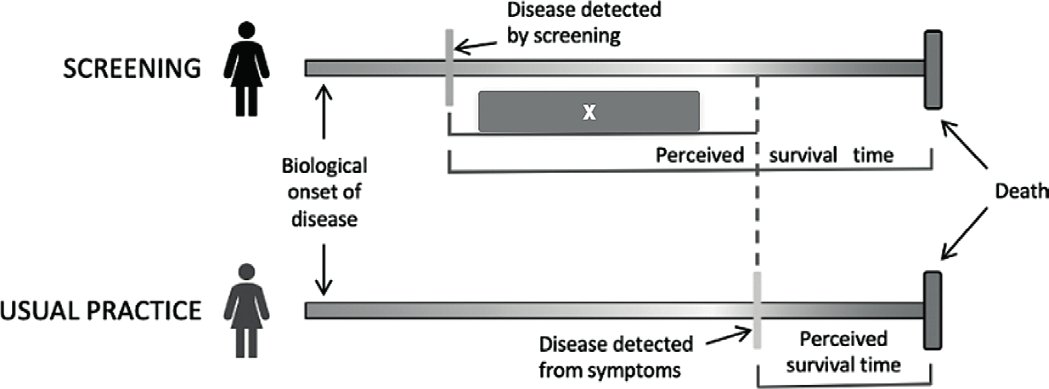 Disease detected
by screening
SCREENING
X
Biological
onset of
disease
Perceived survival time
Death
USUAL PRACTICE
Disease detected
from symptoms
Perceived
survival time